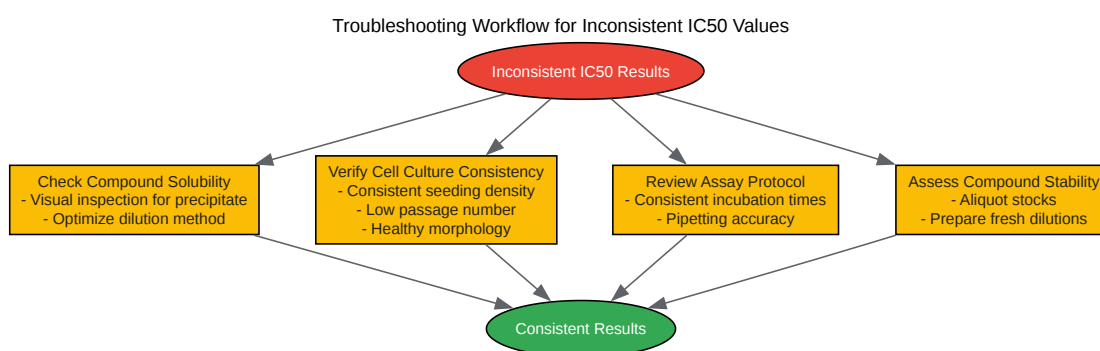 Troubleshooting Workflow for Inconsistent IC50 Values
Inconsistent IC50 Results
Check Compound Solubility
- Visual inspection for precipitate
- Optimize dilution method
Verify Cell Culture Consistency
- Consistent seeding density
- Low passage number
- Healthy morphology
Review Assay Protocol
- Consistent incubation times
- Pipetting accuracy
Assess Compound Stability
- Aliquot stocks
- Prepare fresh dilutions
Consistent Results